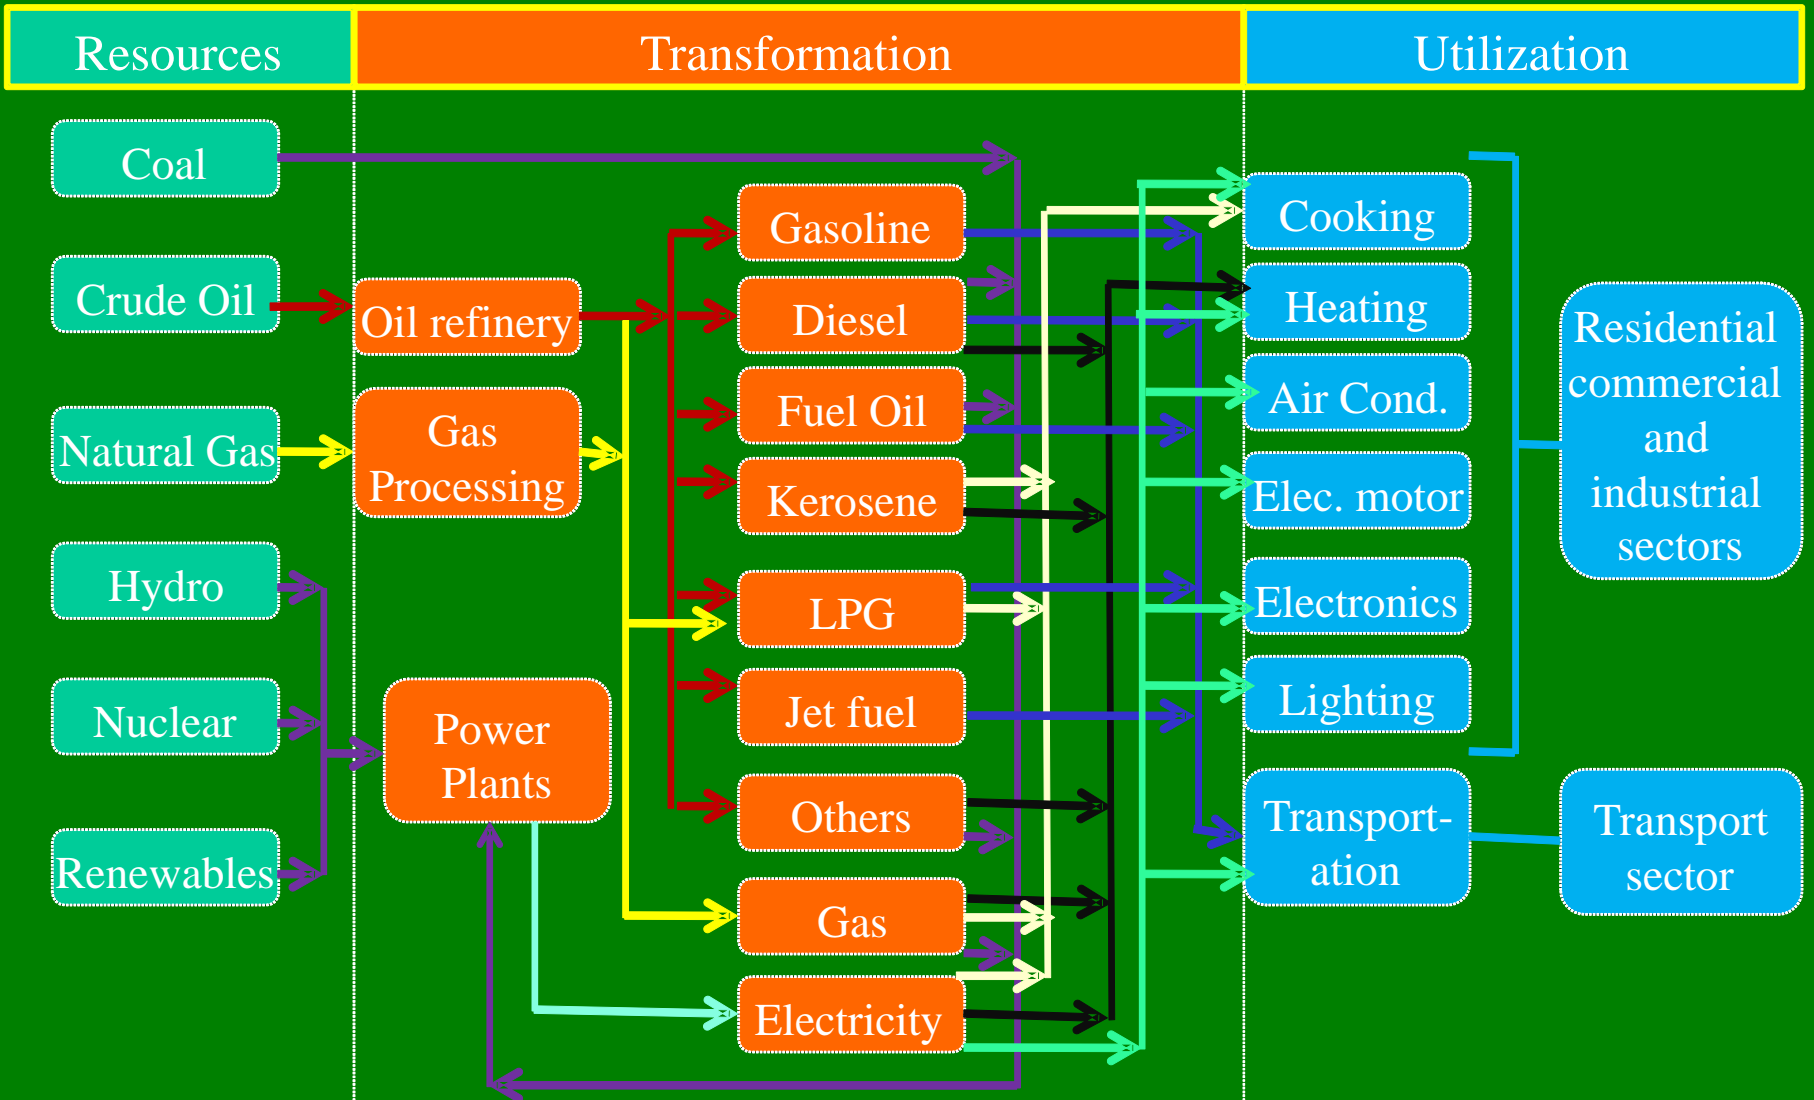 Resources
Transformation
Utilization
Coal
Crude Oil
Natural Gas
Hydro
Nuclear
Renewables
Oil refinery
Gas
Processing
Power
Plants
Gasoline
Diesel
Fuel Oil
Kerosene
LPG
Jet fuel
Others
Gas
Electricity
Cooking
Heating
Air Cond.
Elec. motor
Electronics
Lighting
Transport-
ation
Residential
commercial
and
industrial
sectors
Transport
sector